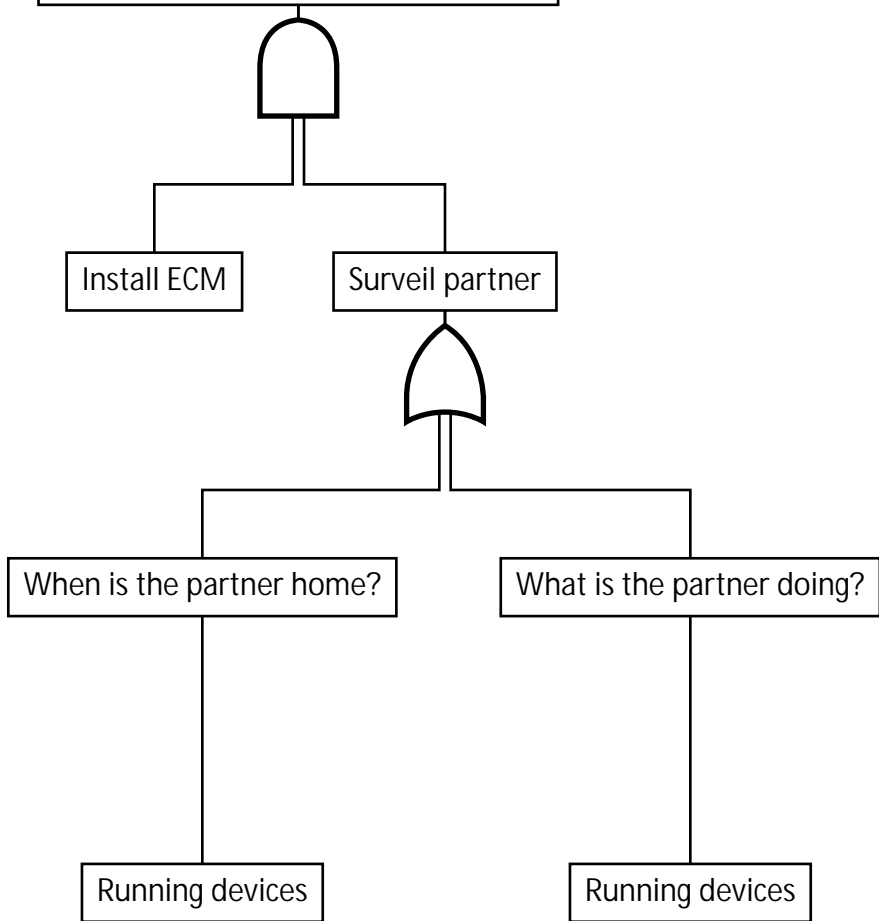 Install ECM
Surveil partner
When is the partner home?
What is the partner doing?
Running devices
Running devices